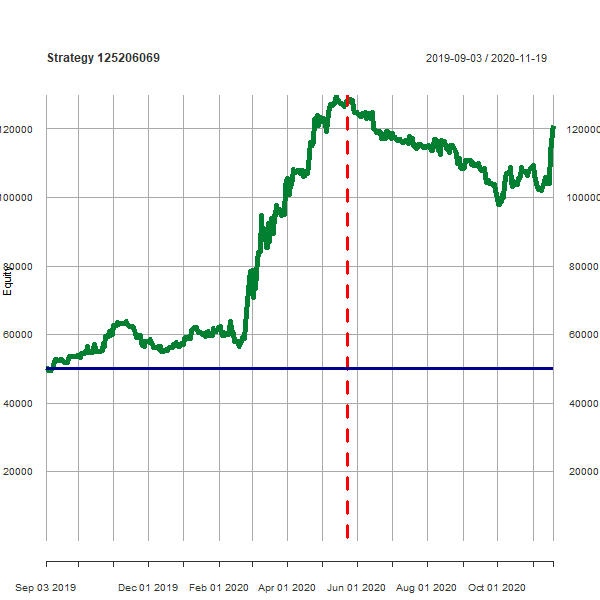 Strategy 125206069 2019-09-03 / 2020-11-19
120000 120000
100000 100000
80000 80000
Equity
60000 60000
40000 40000
20000 20000
Sep 03 2019 Dec 01 2019 Feb 01 2020 Apr 01 2020 Jun 01 2020 Aug 01 2020 Oct 01 2020